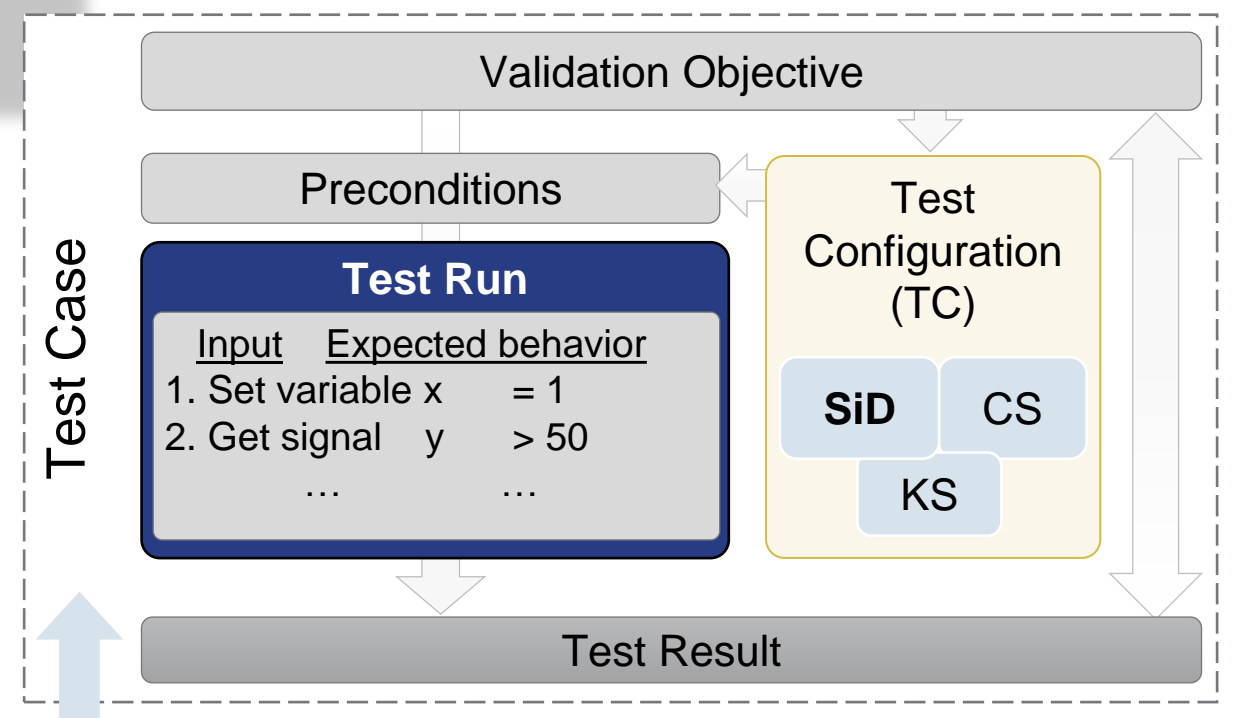 Validation Objective
Test Case
Preconditions
Test Run
Input Expected behavior
1. Set variable x = 1
2. Get signal y > 50
… …
Test
Configuration
(TC)
SiD CS
KS
Test Result